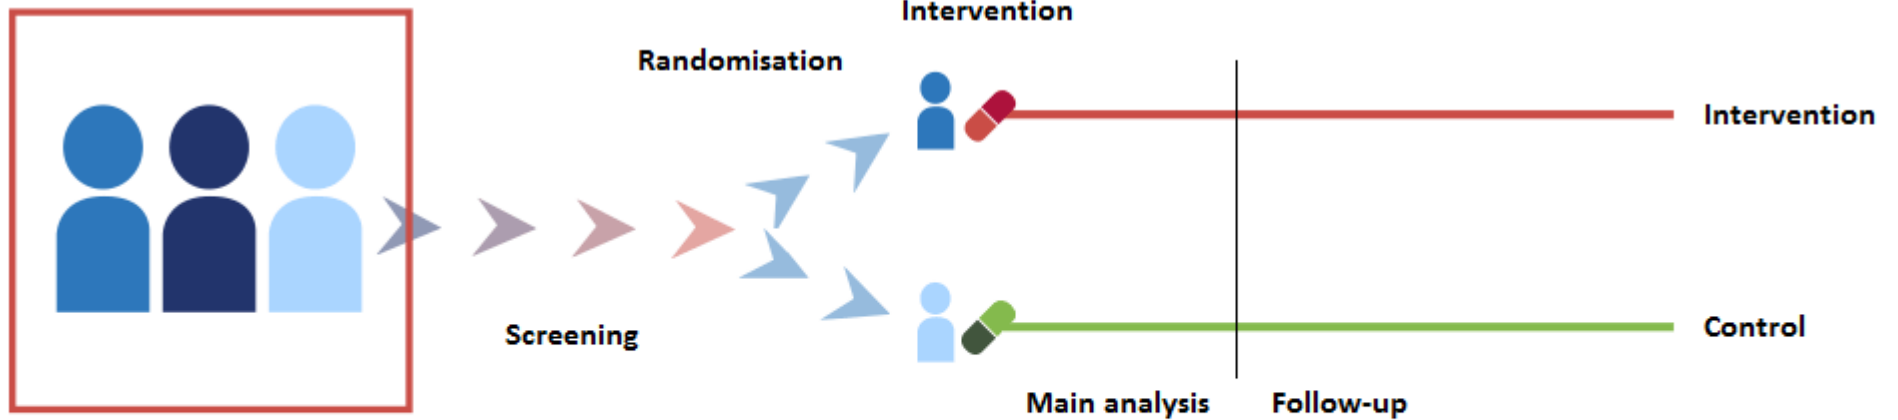 Intervention
Randomisation
Intervention
Screening
Control
Main analysis
Follow-up